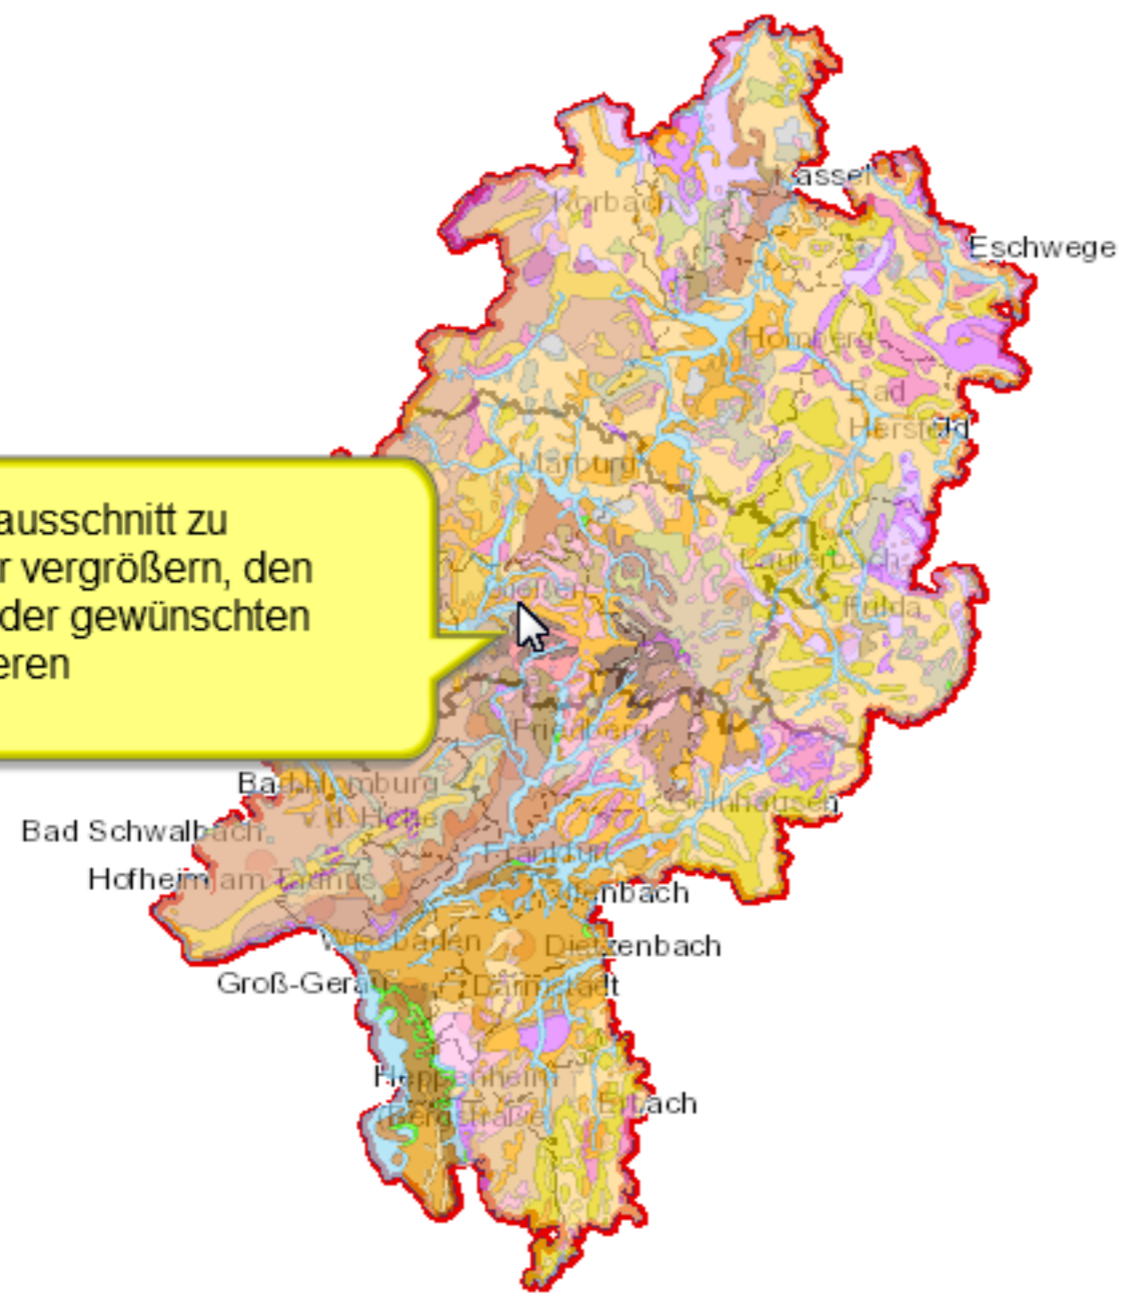 Kassel
Korbach
Eschwege
Homberg
Bad
Hersfeld
Marburg
ausschnitt zu
r vergrößern, den
der gewünschten
eren
Lauterbach
Gießen
Fulda
Friedberg
Bad Homburg
v.d. Höhe
Gelnhausen
Bad Schwalbach
Frankfurt
Hofheim am Taunus
Offenbach
Wiesbaden
Dietzenbach
Groß-Gerau
Darmstadt
Heppenheim
(Bergstraße)
Erbach